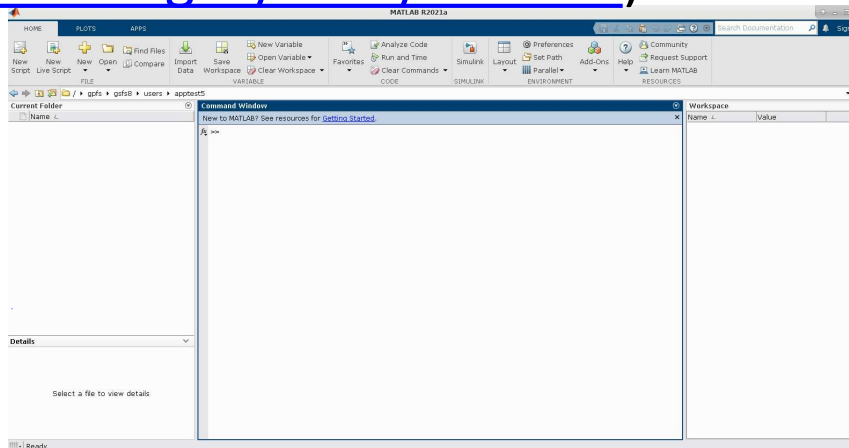 MATLAB R2021a
HOME PLOTS APPS
Search Documentation
New Script
New Live Script
New
Open
Find Files
Compare
Import Data
Save Workspace
New Variable
Open Variable
Clear Workspace
Favorites
Analyze Code
Run and Time
Clear Commands
Simulink
Layout
Preferences
Set Path
Parallel
Add-Ons
Help
Community
Request Support
Learn MATLAB
FILE VARIABLE CODE SIMULINK ENVIRONMENT RESOURCES
/ gpfs gsfs8 users apptest5
Current Folder
Name
Command Window
New to MATLAB? See resources for Getting Started.
fx >>
Workspace
Name Value
Details
Select a file to view details
Ready